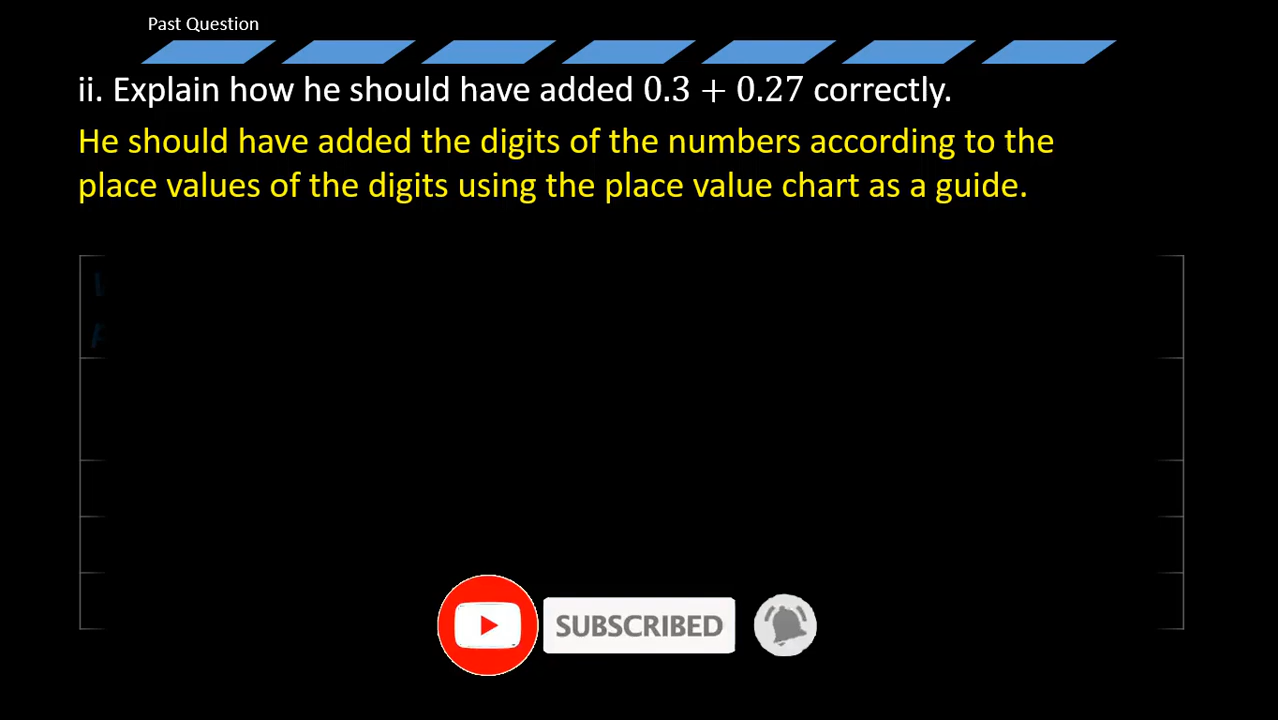 Past Question
ii. Explain how he should have added 0.3 + 0.27 correctly.
He should have added the digits of the numbers according to the
place values of the digits using the place value chart as a guide.
SUBSCRIBED